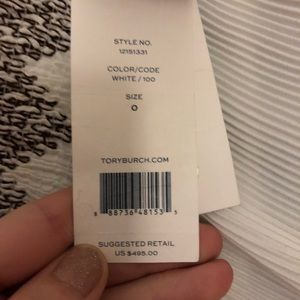 STYLE NO.
12151331
COLOR/CODE
WHITE / 100
SIZE
0
TORYBURCH.COM
8 88736 48153 5
SUGGESTED RETAIL
US $495.00